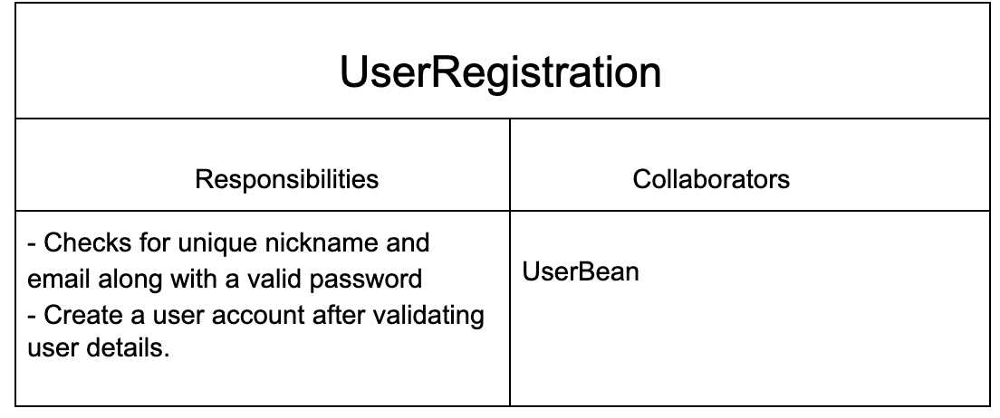 UserRegistration
Responsibilities
Collaborators
- Checks for unique nickname and
email along with a valid password
- Create a user account after validating
user details.
UserBean